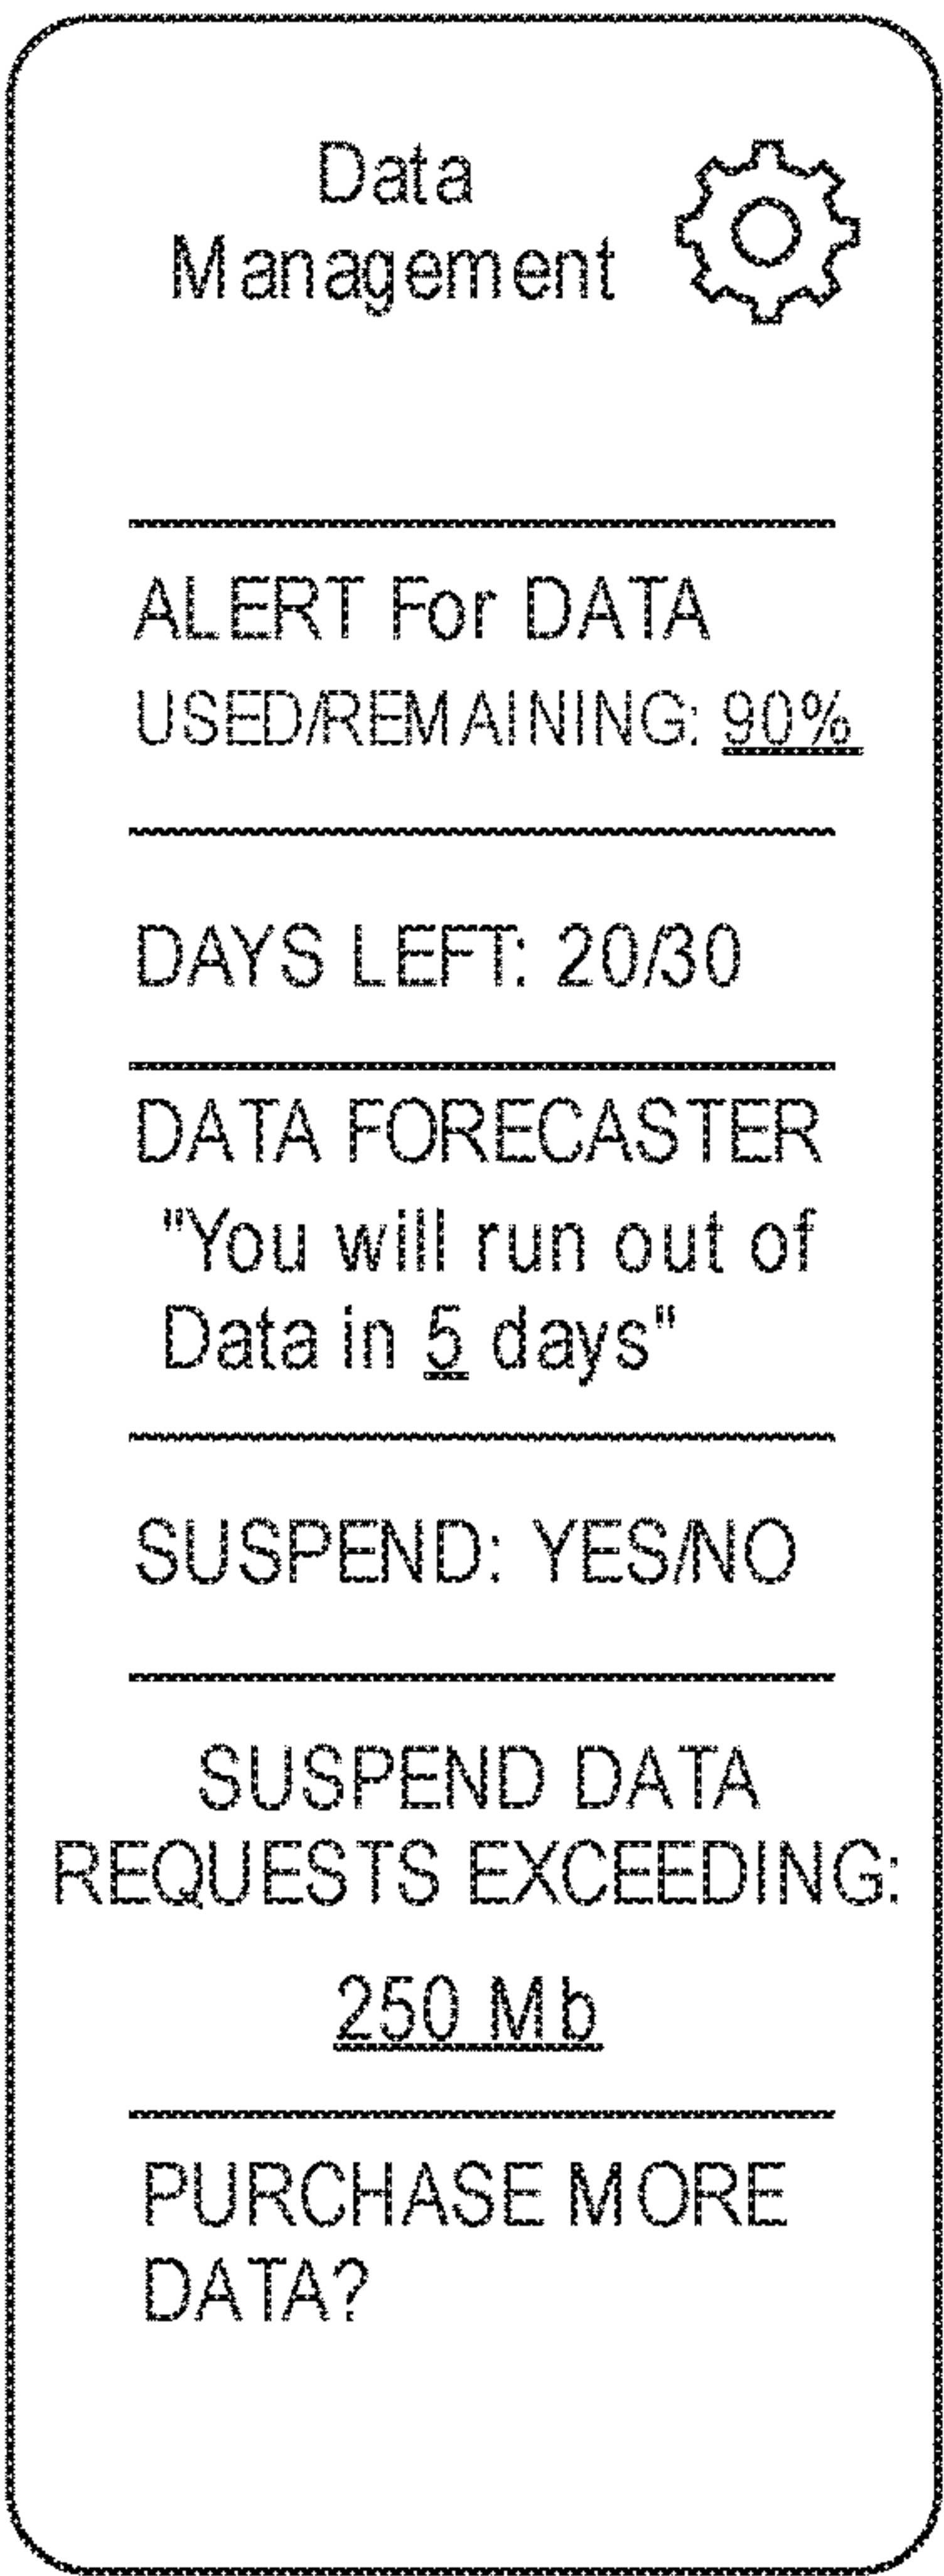 Data
Management
ALERT For DATA
USED/REMAINING: 90%
DAYS LEFT: 20/30
DATA FORECASTER
"You will run out of
Data in 5 days"
SUSPEND: YES/NO
SUSPEND DATA
REQUESTS EXCEEDING:
250 Mb
PURCHASE MORE
DATA?